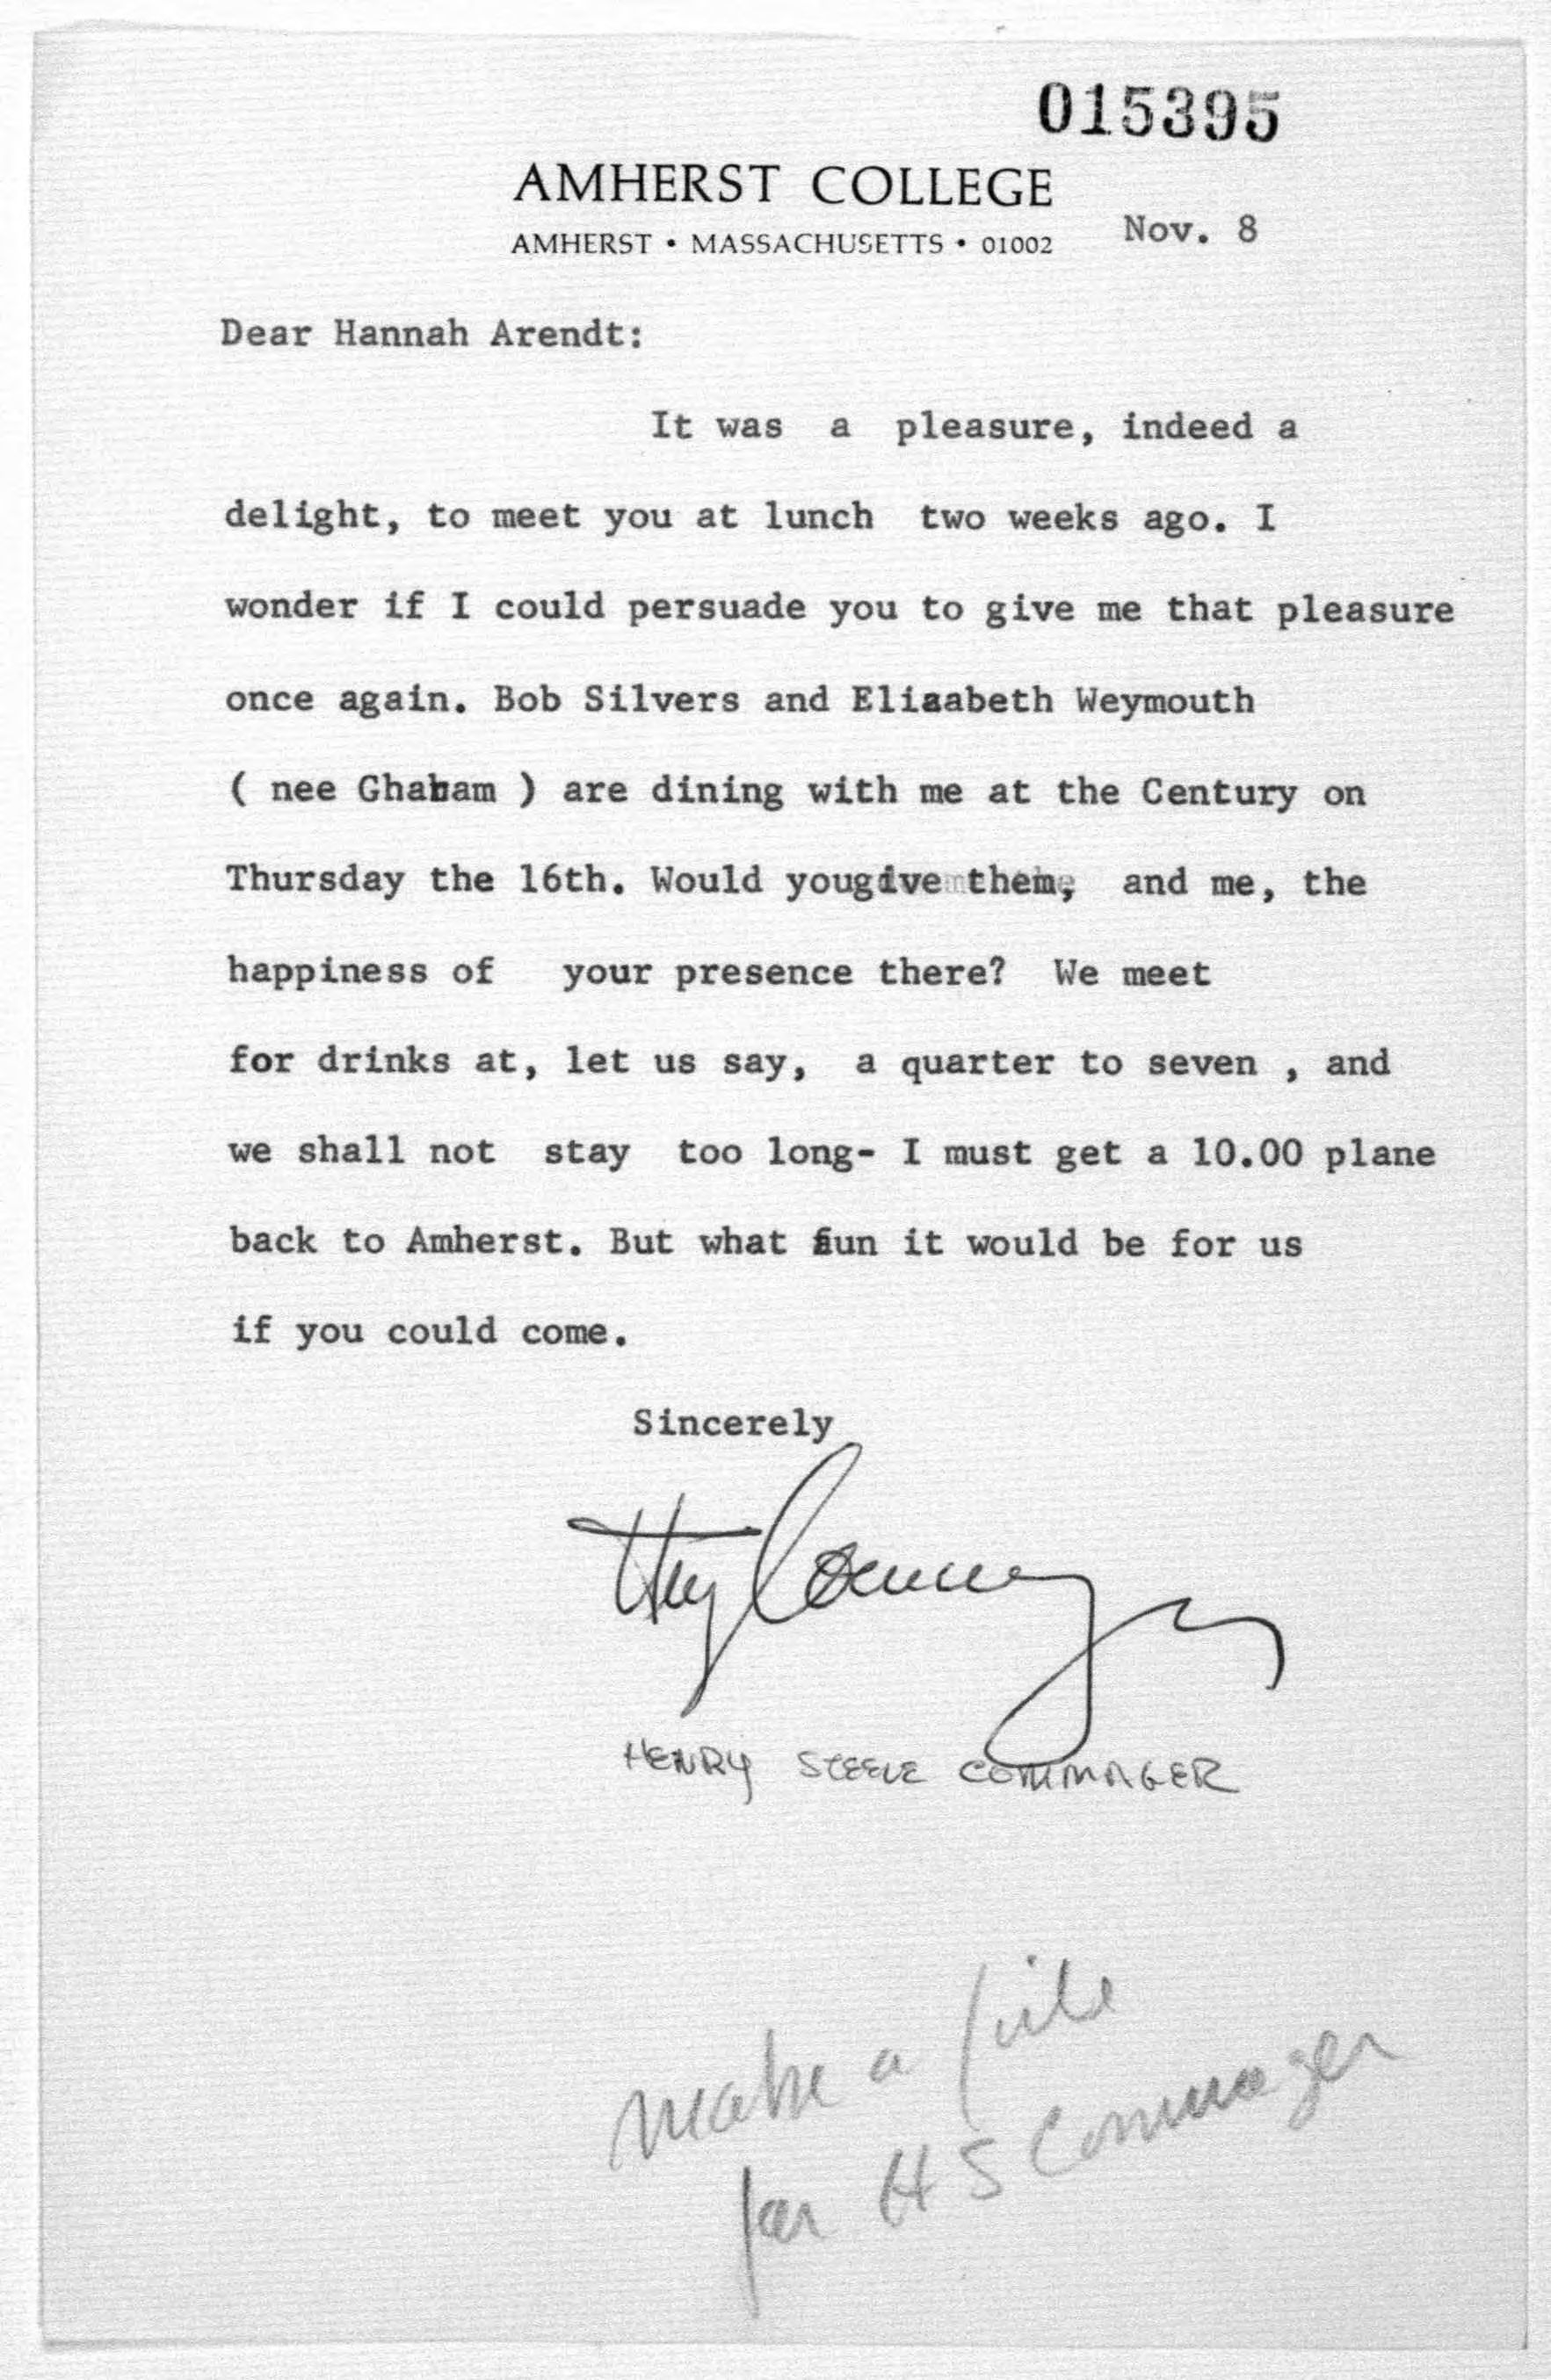 015395
AMHERST COLLEGE
AMHERST • MASSACHUSETTS • 01002
Nov. 8
Dear Hannah Arendt:
It was a pleasure, indeed a
delight, to meet you at lunch two weeks ago. I
wonder if I could persuade you to give me that pleasure
once again. Bob Silvers and Elizabeth Weymouth
( nee Ghaham ) are dining with me at the Century on
Thursday the 16th. Would yougive them, and me, the
happiness of your presence there? We meet
for drinks at, let us say, a quarter to seven , and
we shall not stay too long- I must get a 10.00 plane
back to Amherst. But what fun it would be for us
if you could come.
Sincerely
Henry Commager
HENRY STEELE COMMAGER
Make a file
for H S Commager